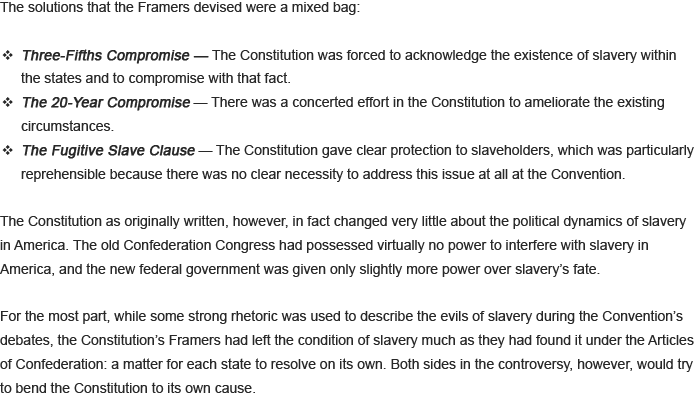 The solutions that the Framers devised were a mixed bag:
❖ Three-Fifths Compromise — The Constitution was forced to acknowledge the existence of slavery within
the states and to compromise with that fact.
❖ The 20-Year Compromise — There was a concerted effort in the Constitution to ameliorate the existing
circumstances.
❖ The Fugitive Slave Clause — The Constitution gave clear protection to slaveholders, which was particularly
reprehensible because there was no clear necessity to address this issue at all at the Convention.
The Constitution as originally written, however, in fact changed very little about the political dynamics of slavery
in America. The old Confederation Congress had possessed virtually no power to interfere with slavery in
America, and the new federal government was given only slightly more power over slavery’s fate.
For the most part, while some strong rhetoric was used to describe the evils of slavery during the Convention’s
debates, the Constitution’s Framers had left the condition of slavery much as they had found it under the Articles
of Confederation: a matter for each state to resolve on its own. Both sides in the controversy, however, would try
to bend the Constitution to its own cause.